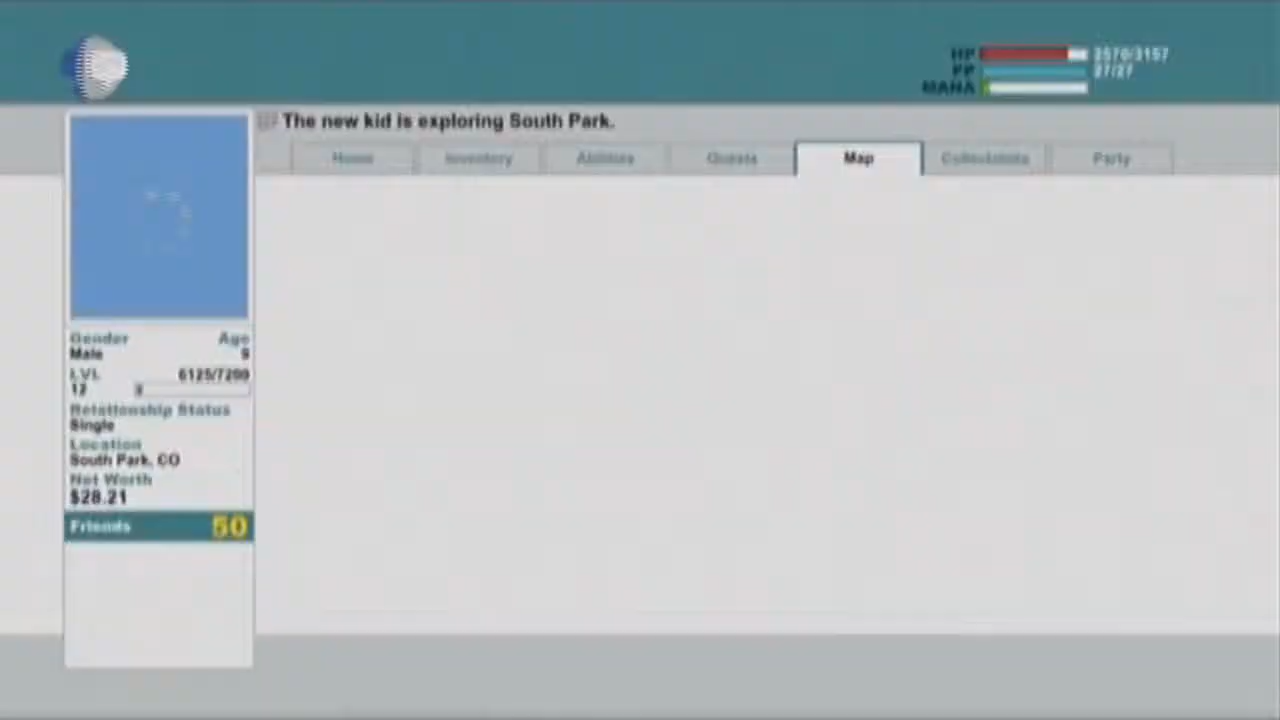 HP 2570/3157
PP 27/27
MANA
The new kid is exploring South Park.
Home Inventory Abilities Quests Map Collectables Party
Gender Age
Male 9
LVL 6125/7200
12
Relationship Status
Single
Location
South Park, CO
Net Worth
$28.21
Friends 50